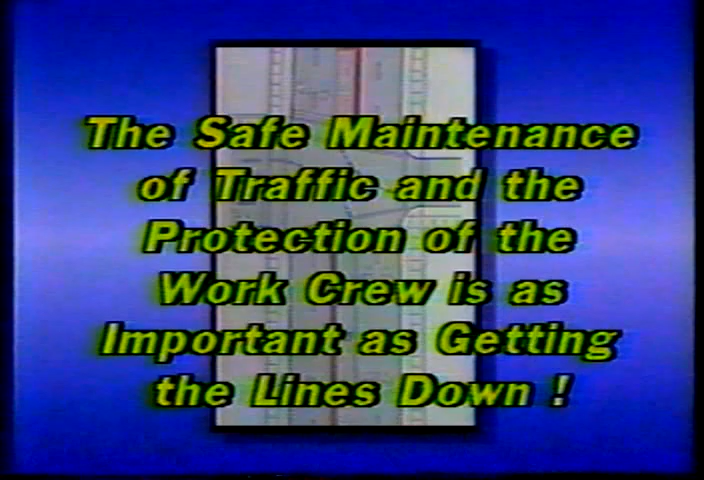 The Safe Maintenance
of Traffic and the
Protection of the
Work Crew is as
Important as Getting
the Lines Down !